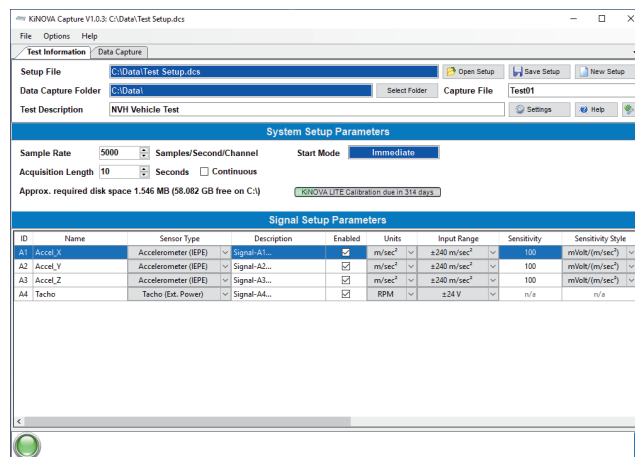 KiNOVA Capture V1.0.3: C:\Data\Test Setup.dcs
File Options Help
Test Information Data Capture
Setup File C:\Data\Test Setup.dcs Open Setup Save Setup New Setup
Data Capture Folder C:\Data\ Select Folder Capture File Test01
Test Description NVH Vehicle Test Settings Help
System Setup Parameters
Sample Rate 5000 Samples/Second/Channel Start Mode Immediate
Acquisition Length 10 Seconds Continuous
Approx. required disk space 1.546 MB (58.082 GB free on C:\) KiNOVA LITE Calibration due in 314 days
Signal Setup Parameters
ID Name Sensor Type Description Enabled Units Input Range Sensitivity Sensitivity Style
A1 Accel_X Accelerometer (IEPE) Signal-A1... m/sec² ±240 m/sec² 100 mVolt/(m/sec²)
A2 Accel_Y Accelerometer (IEPE) Signal-A2... m/sec² ±240 m/sec² 100 mVolt/(m/sec²)
A3 Accel_Z Accelerometer (IEPE) Signal-A3... m/sec² ±240 m/sec² 100 mVolt/(m/sec²)
A4 Tacho Tacho (Ext. Power) Signal-A4... RPM ±24 V n/a n/a